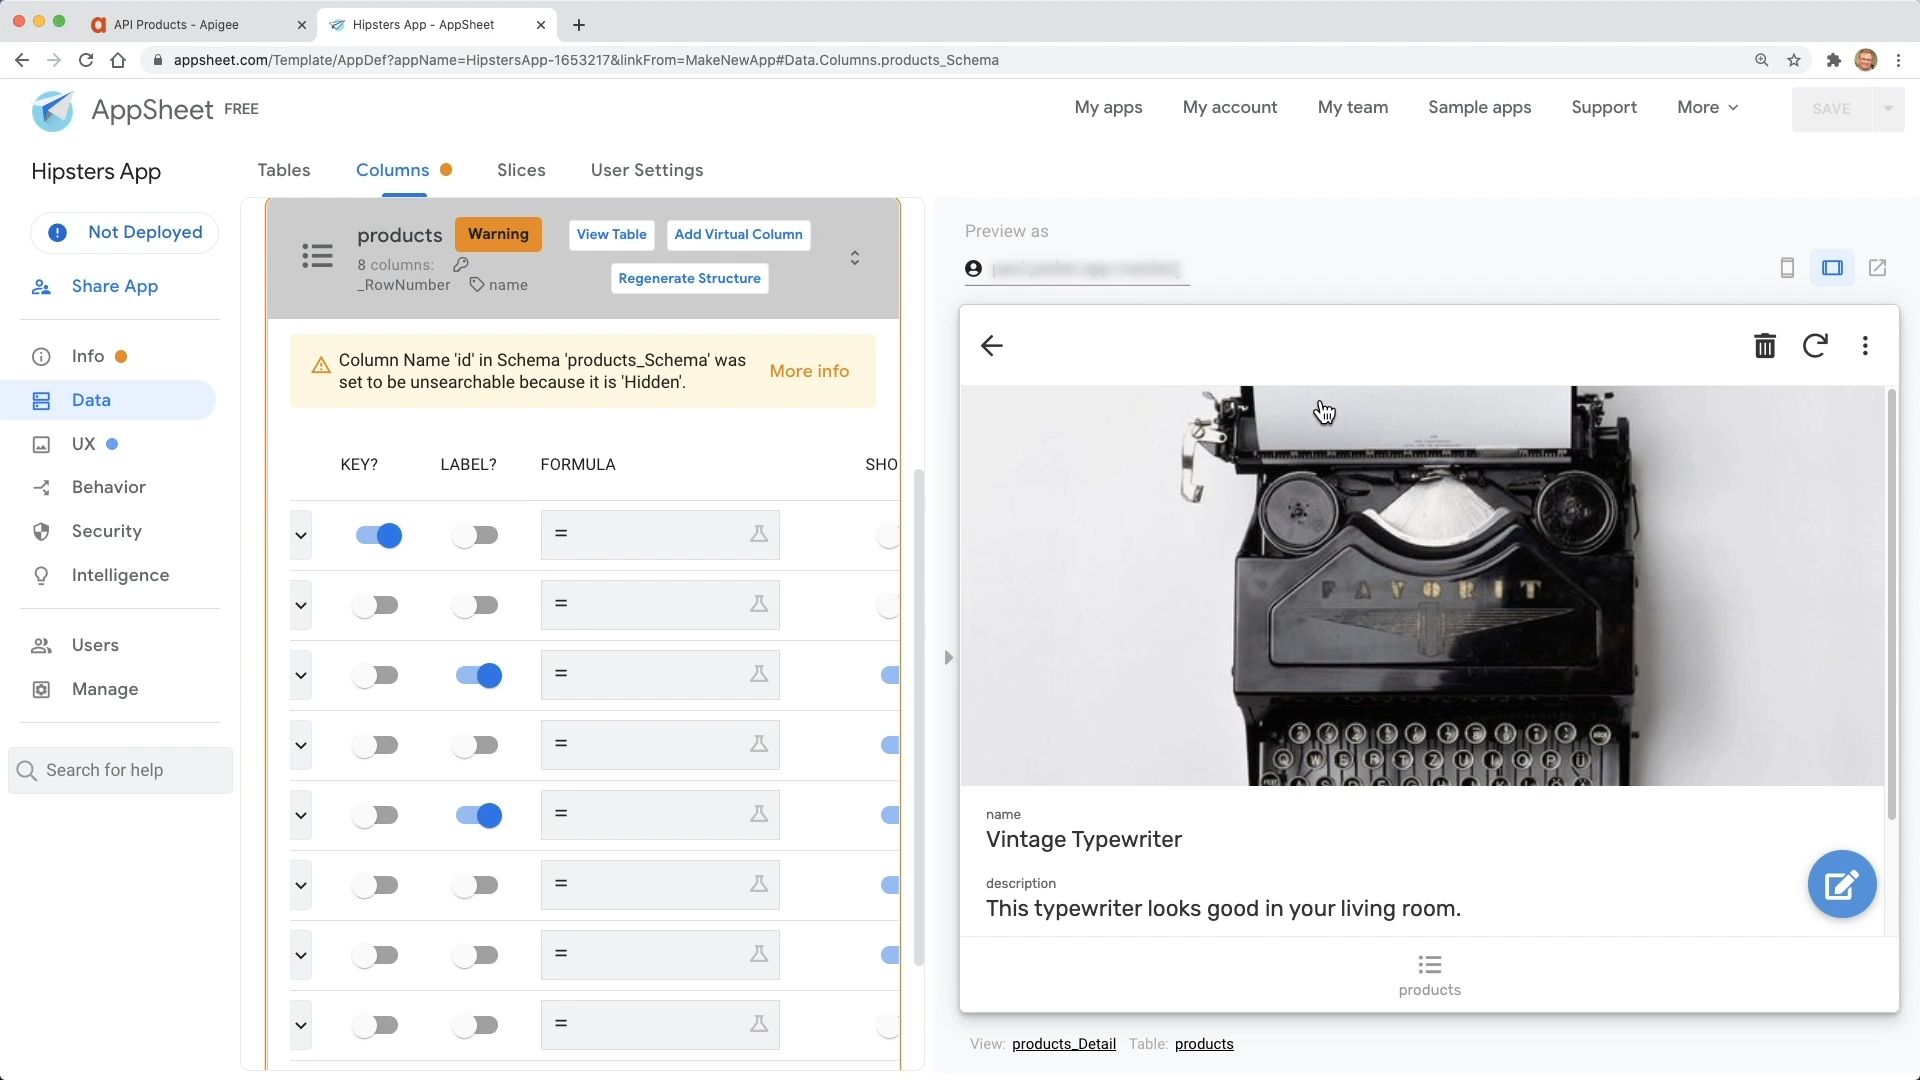 API Products - Apigee
Hipsters App - AppSheet
appsheet.com/Template/AppDef?appName=HipstersApp-1653217&linkFrom=MakeNewApp#Data.Columns.products_Schema
AppSheet FREE
My apps
My account
My team
Sample apps
Support
More
SAVE
Hipsters App
Tables
Columns
Slices
User Settings
Not Deployed
Share App
Info
Data
UX
Behavior
Security
Intelligence
Users
Manage
Search for help
products
Warning
View Table
Add Virtual Column
8 columns:
_RowNumber
name
Regenerate Structure
Column Name 'id' in Schema 'products_Schema' was
set to be unsearchable because it is 'Hidden'.
More info
KEY?
LABEL?
FORMULA
SHO
=
=
=
=
=
=
=
=
Preview as
FAVORIT
name
Vintage Typewriter
description
This typewriter looks good in your living room.
products
View: products_Detail Table: products